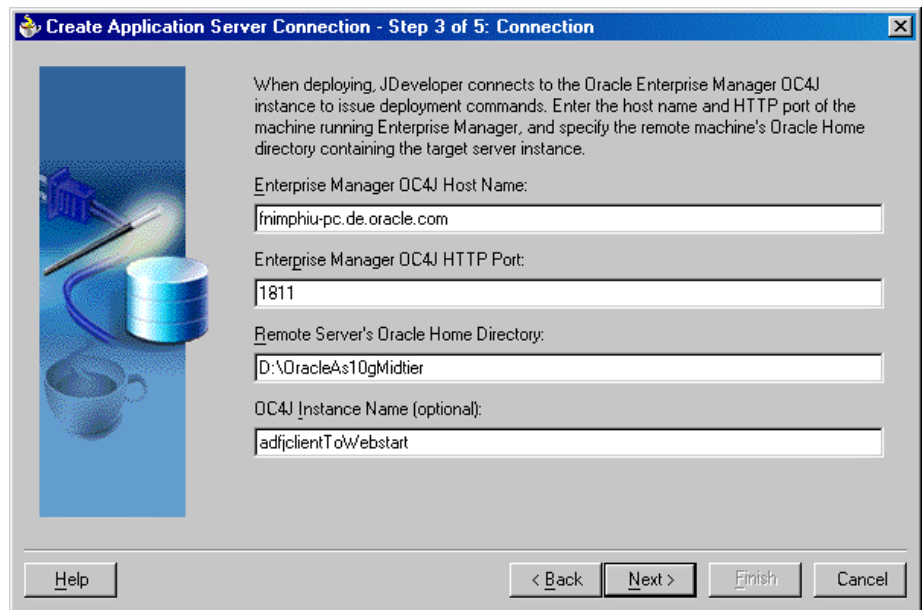 Create Application Server Connection - Step 3 of 5: Connection
When deploying, JDeveloper connects to the Oracle Enterprise Manager OC4J
instance to issue deployment commands. Enter the host name and HTTP port of the
machine running Enterprise Manager, and specify the remote machine's Oracle Home
directory containing the target server instance.
Enterprise Manager OC4J Host Name:
fnimphiu-pc.de.oracle.com
Enterprise Manager OC4J HTTP Port:
1811
Remote Server's Oracle Home Directory:
D:\OracleAs10gMidtier
OC4J Instance Name (optional):
adfjclientToWebstart
Help
< Back
Next >
Finish
Cancel